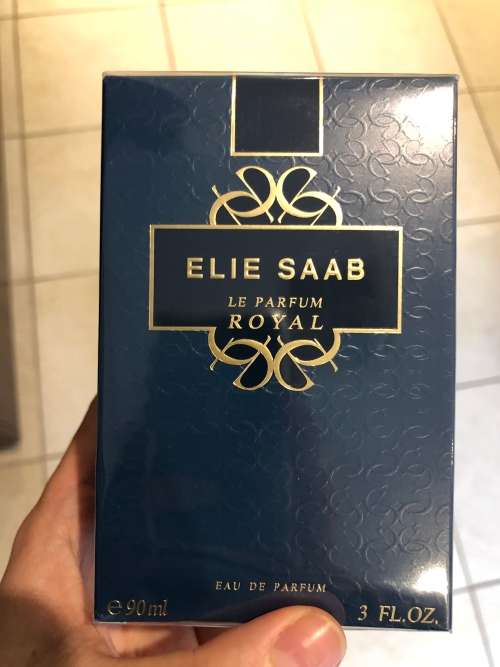 ELIE SAAB
LE PARFUM
ROYAL
EAU DE PARFUM
℮ 90 ml 3 FL.OZ.